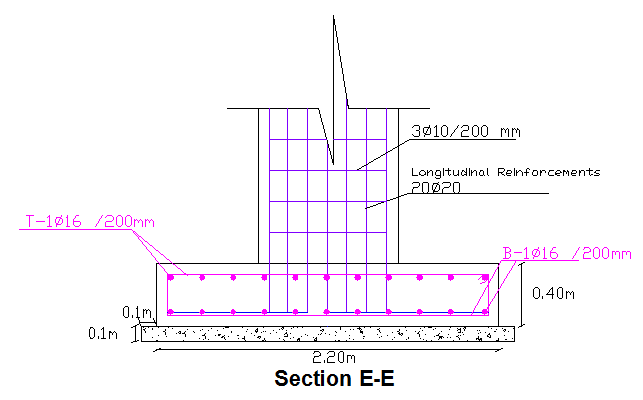 3Ø10/200 mm
Longitudinal Reinforcements
20Ø20
T-1Ø16 /200mm
B-1Ø16 /200mm
0.40m
0.1m
0.1m
2.20m
Section E-E